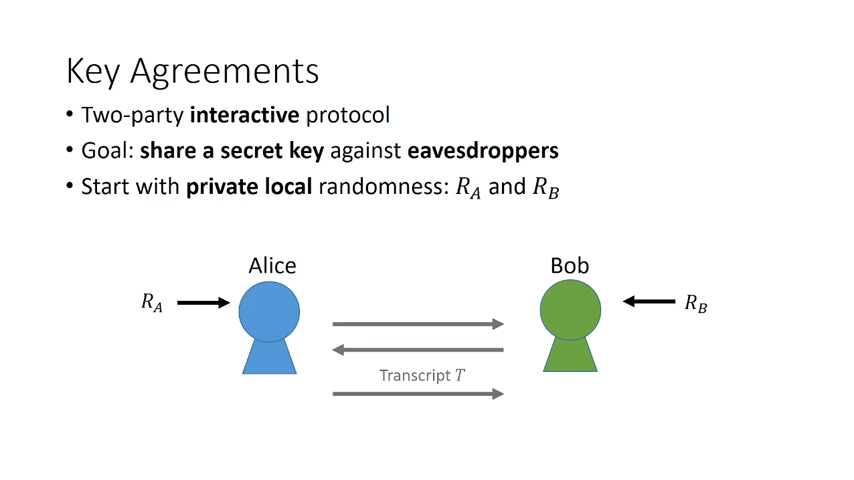 Key Agreements
• Two-party interactive protocol
• Goal: share a secret key against eavesdroppers
• Start with private local randomness: R_A and R_B
Alice
Bob
R_A
R_B
Transcript T